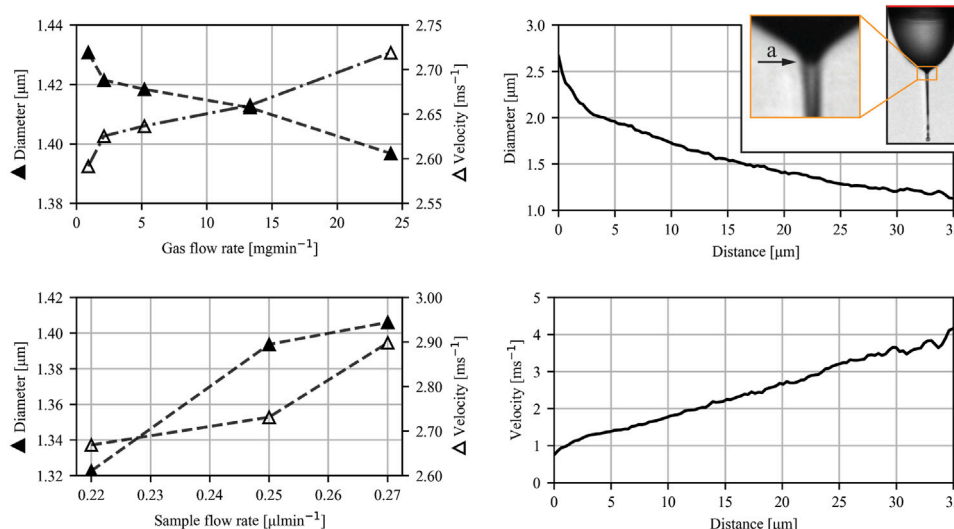 1.44
1.43
1.42
1.40
1.38
▲ Diameter [μm]
2.75
2.70
2.65
2.60
2.55
△ Velocity [ms⁻¹]
0 5 10 15 20 25
Gas flow rate [mgmin⁻¹]
3.0
2.5
2.0
1.5
1.0
Diameter [μm]
a
0 5 10 15 20 25 30
Distance [μm]
1.42
1.40
1.38
1.36
1.34
1.32
▲ Diameter [μm]
3.00
2.90
2.80
2.70
2.60
△ Velocity [ms⁻¹]
0.22 0.23 0.24 0.25 0.26 0.27
Sample flow rate [μlmin⁻¹]
5
4
3
2
1
0
Velocity [ms⁻¹]
0 5 10 15 20 25 30
Distance [μm]